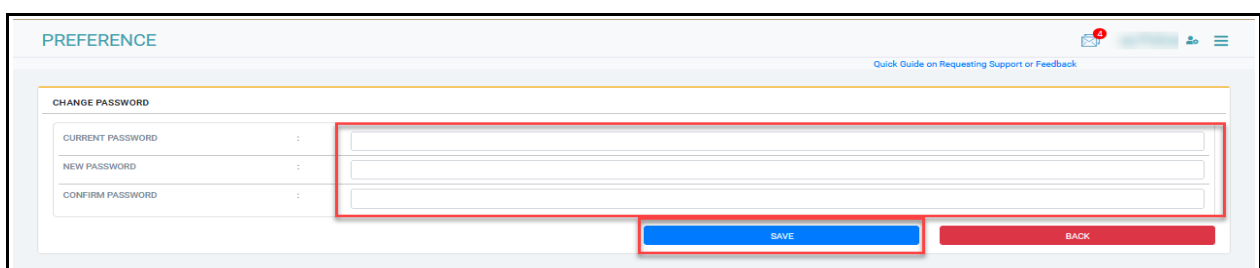 PREFERENCE
4
Quick Guide on Requesting Support or Feedback
CHANGE PASSWORD
CURRENT PASSWORD :
NEW PASSWORD :
CONFIRM PASSWORD :
SAVE BACK